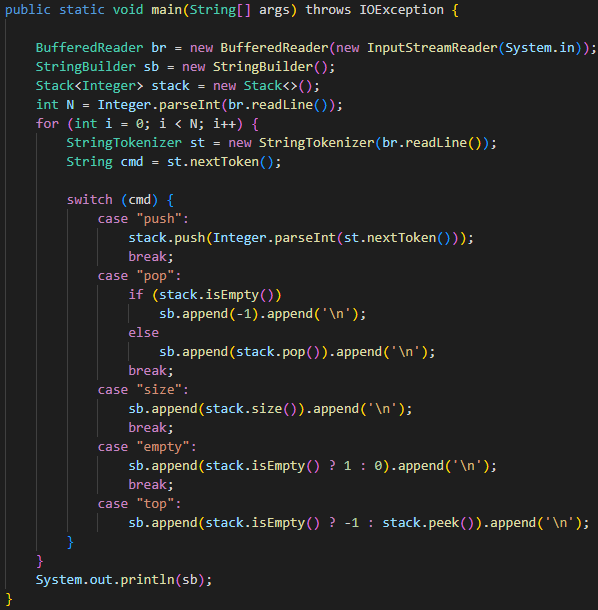 public static void main(String[] args) throws IOException {

    BufferedReader br = new BufferedReader(new InputStreamReader(System.in));
    StringBuilder sb = new StringBuilder();
    Stack<Integer> stack = new Stack<>();
    int N = Integer.parseInt(br.readLine());
    for (int i = 0; i < N; i++) {
        StringTokenizer st = new StringTokenizer(br.readLine());
        String cmd = st.nextToken();

        switch (cmd) {
            case "push":
                stack.push(Integer.parseInt(st.nextToken()));
                break;
            case "pop":
                if (stack.isEmpty())
                    sb.append(-1).append('\n');
                else
                    sb.append(stack.pop()).append('\n');
                break;
            case "size":
                sb.append(stack.size()).append('\n');
                break;
            case "empty":
                sb.append(stack.isEmpty() ? 1 : 0).append('\n');
                break;
            case "top":
                sb.append(stack.isEmpty() ? -1 : stack.peek()).append('\n');
        }
    }
    System.out.println(sb);
}